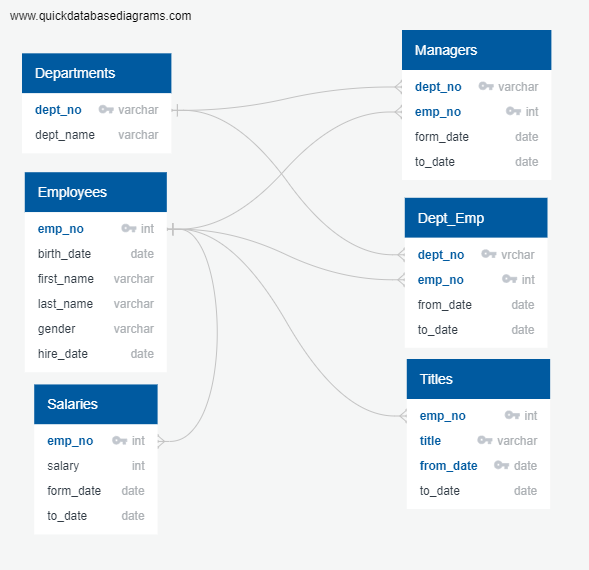 www.quickdatabasediagrams.com
Departments
dept_no varchar
dept_name varchar
Employees
emp_no int
birth_date date
first_name varchar
last_name varchar
gender varchar
hire_date date
Salaries
emp_no int
salary int
form_date date
to_date date
Managers
dept_no varchar
emp_no int
form_date date
to_date date
Dept_Emp
dept_no vrchar
emp_no int
from_date date
to_date date
Titles
emp_no int
title varchar
from_date date
to_date date